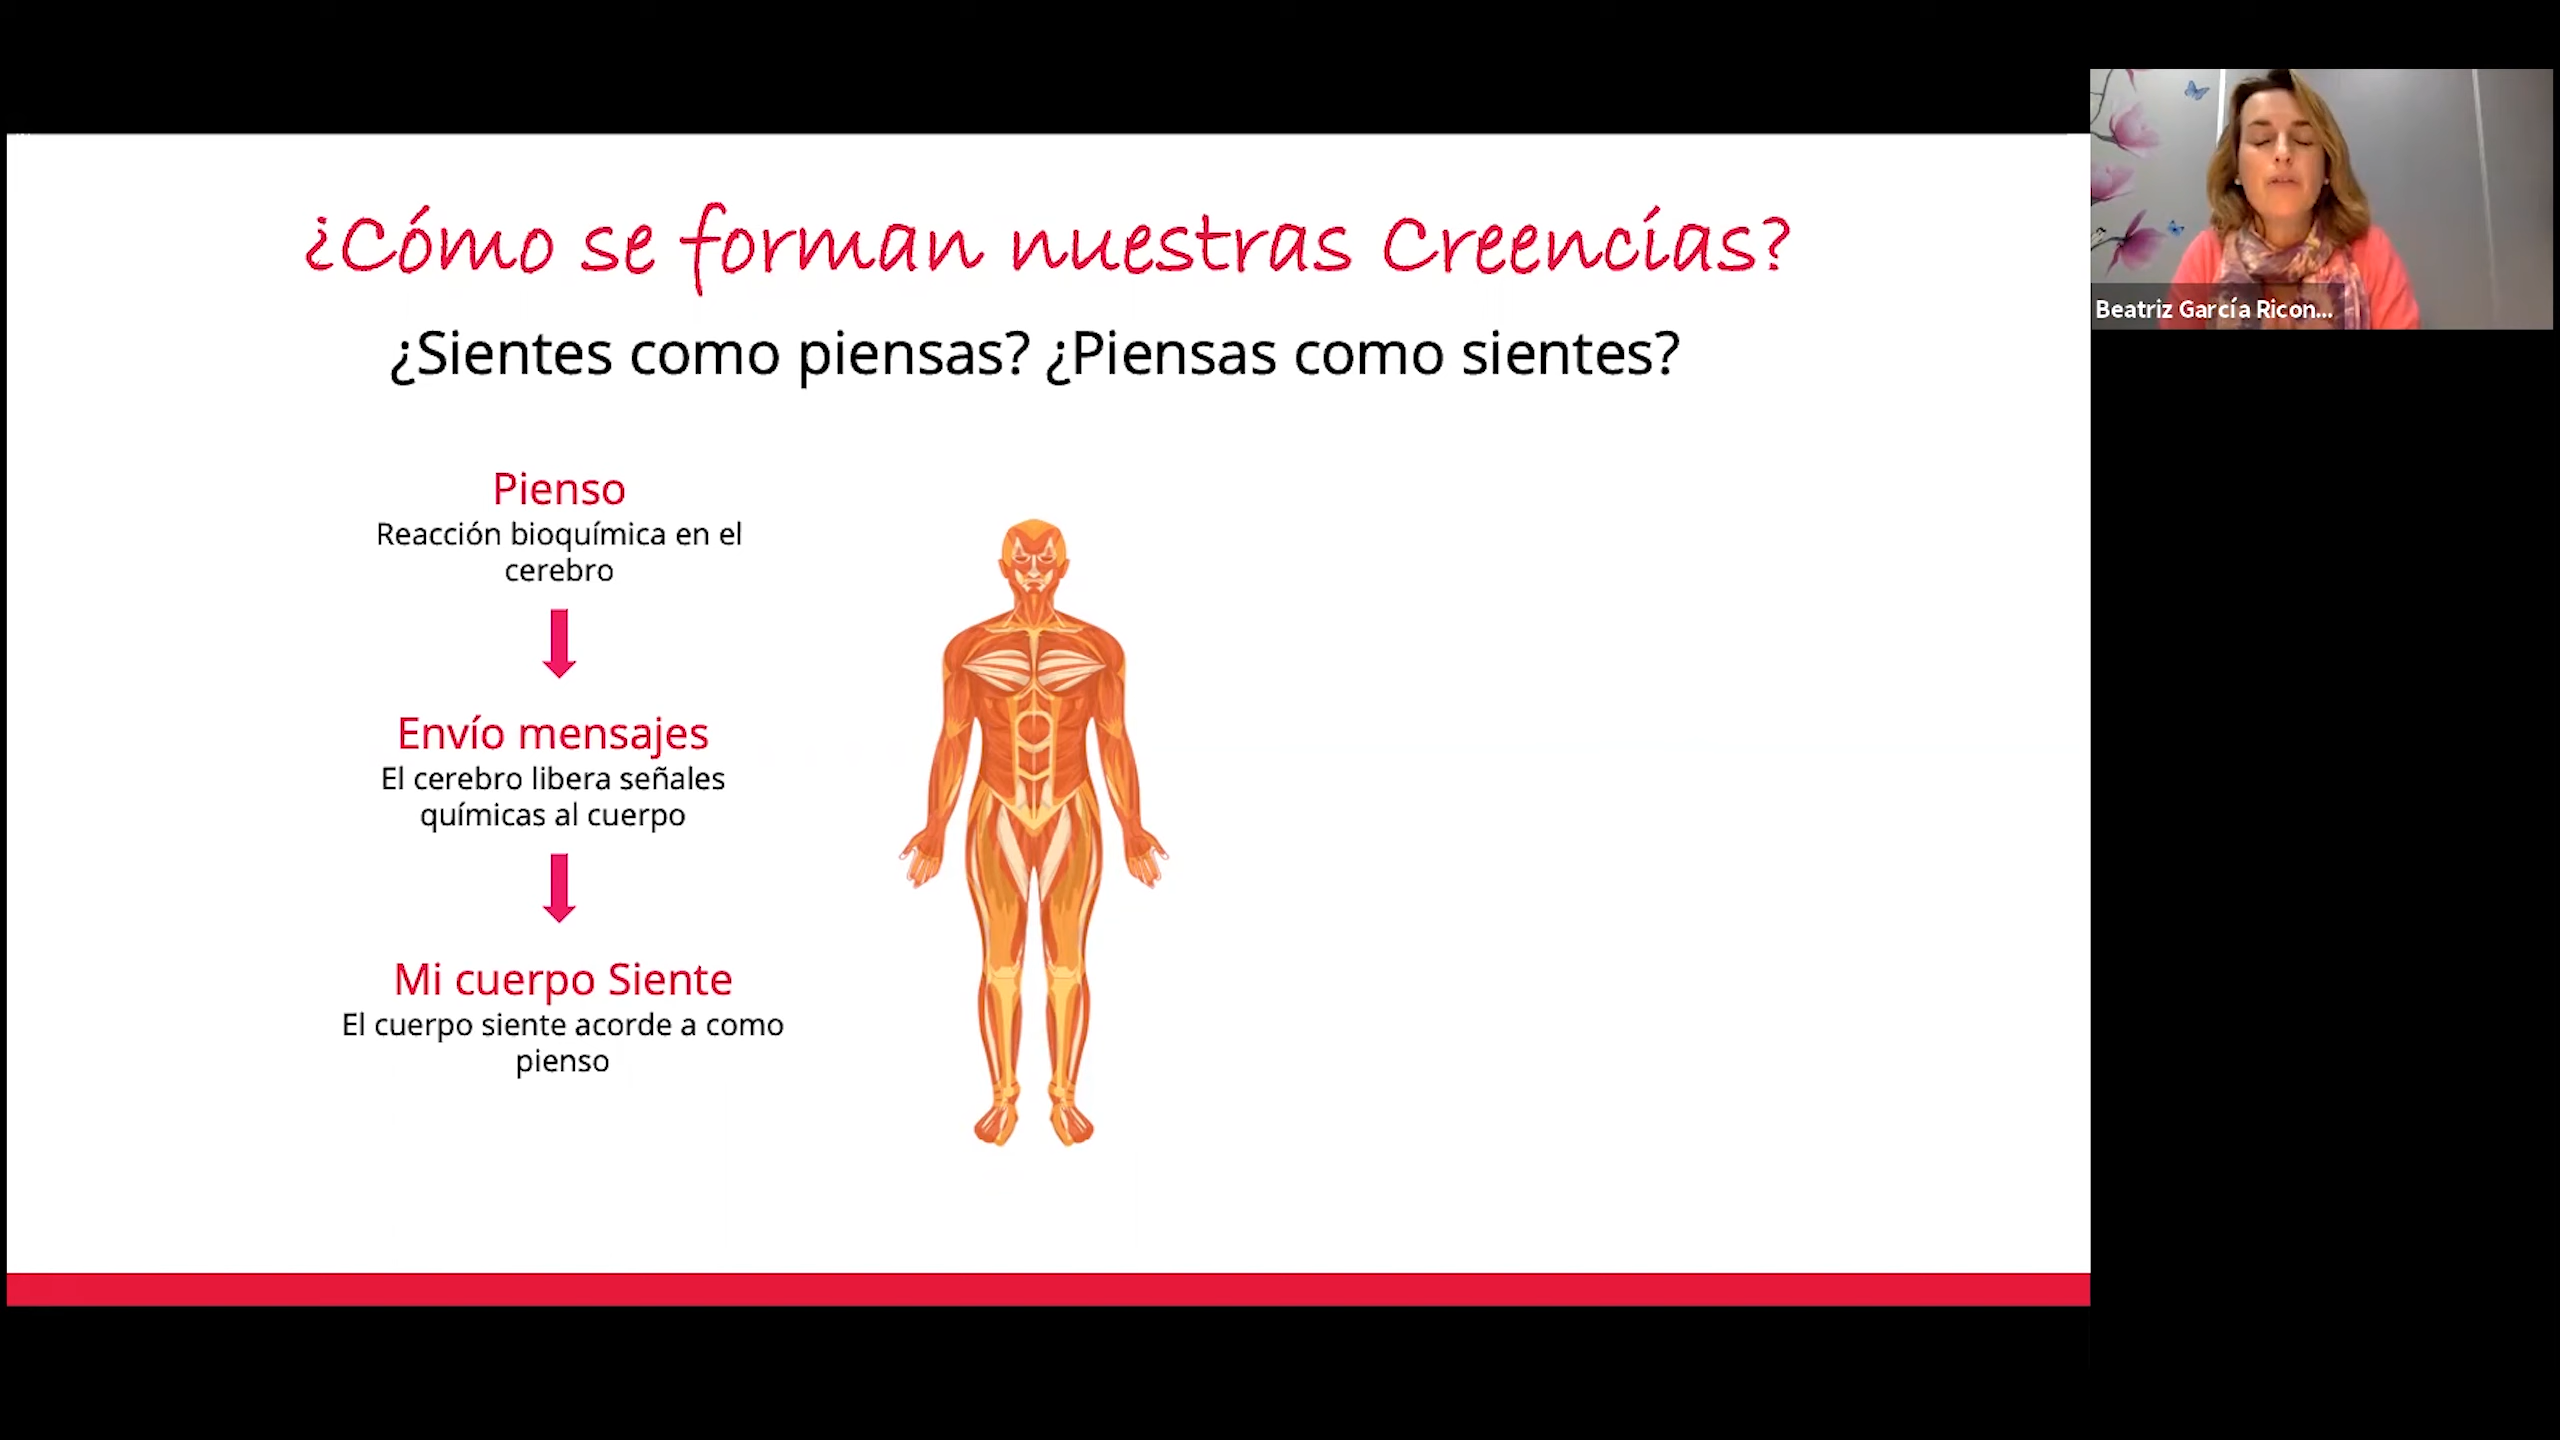 ¿Cómo se forman nuestras Creencias?
¿Sientes como piensas? ¿Piensas como sientes?
Pienso
Reacción bioquímica en el
cerebro
Envío mensajes
El cerebro libera señales
químicas al cuerpo
Mi cuerpo Siente
El cuerpo siente acorde a como
pienso
Beatriz García Ricon...